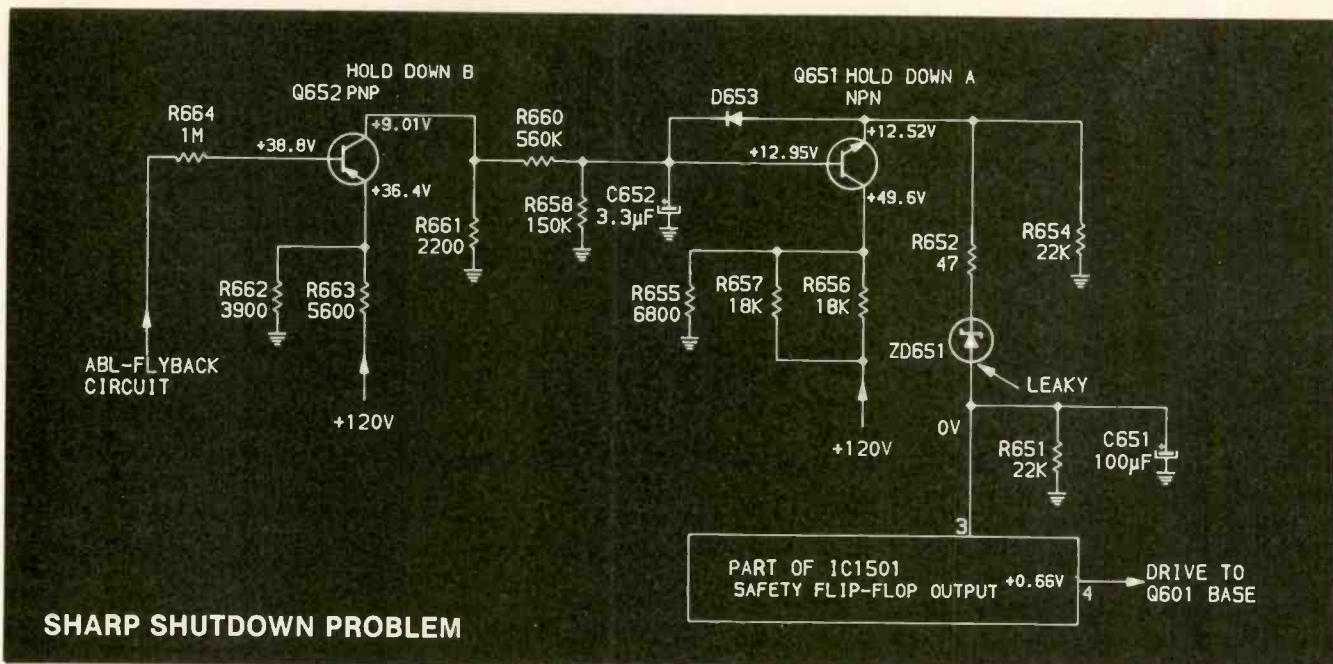 HOLD DOWN B
Q652 PNP
R664
1M
+38.8V
+9.01V
+36.4V
R662
3900
R663
5600
+120V
ABL-FLYBACK
CIRCUIT
R661
2200
R660
560K
R658
150K
C652
3.3µF
+
D653
Q651 HOLD DOWN A
NPN
+12.95V
+12.52V
+49.6V
R655
6800
R657
18K
R656
18K
+120V
R652
47
R654
22K
ZD651
LEAKY
0V
R651
22K
C651
100µF
+
3
PART OF IC1501
SAFETY FLIP-FLOP OUTPUT +0.66V
4
DRIVE TO
Q601 BASE
SHARP SHUTDOWN PROBLEM